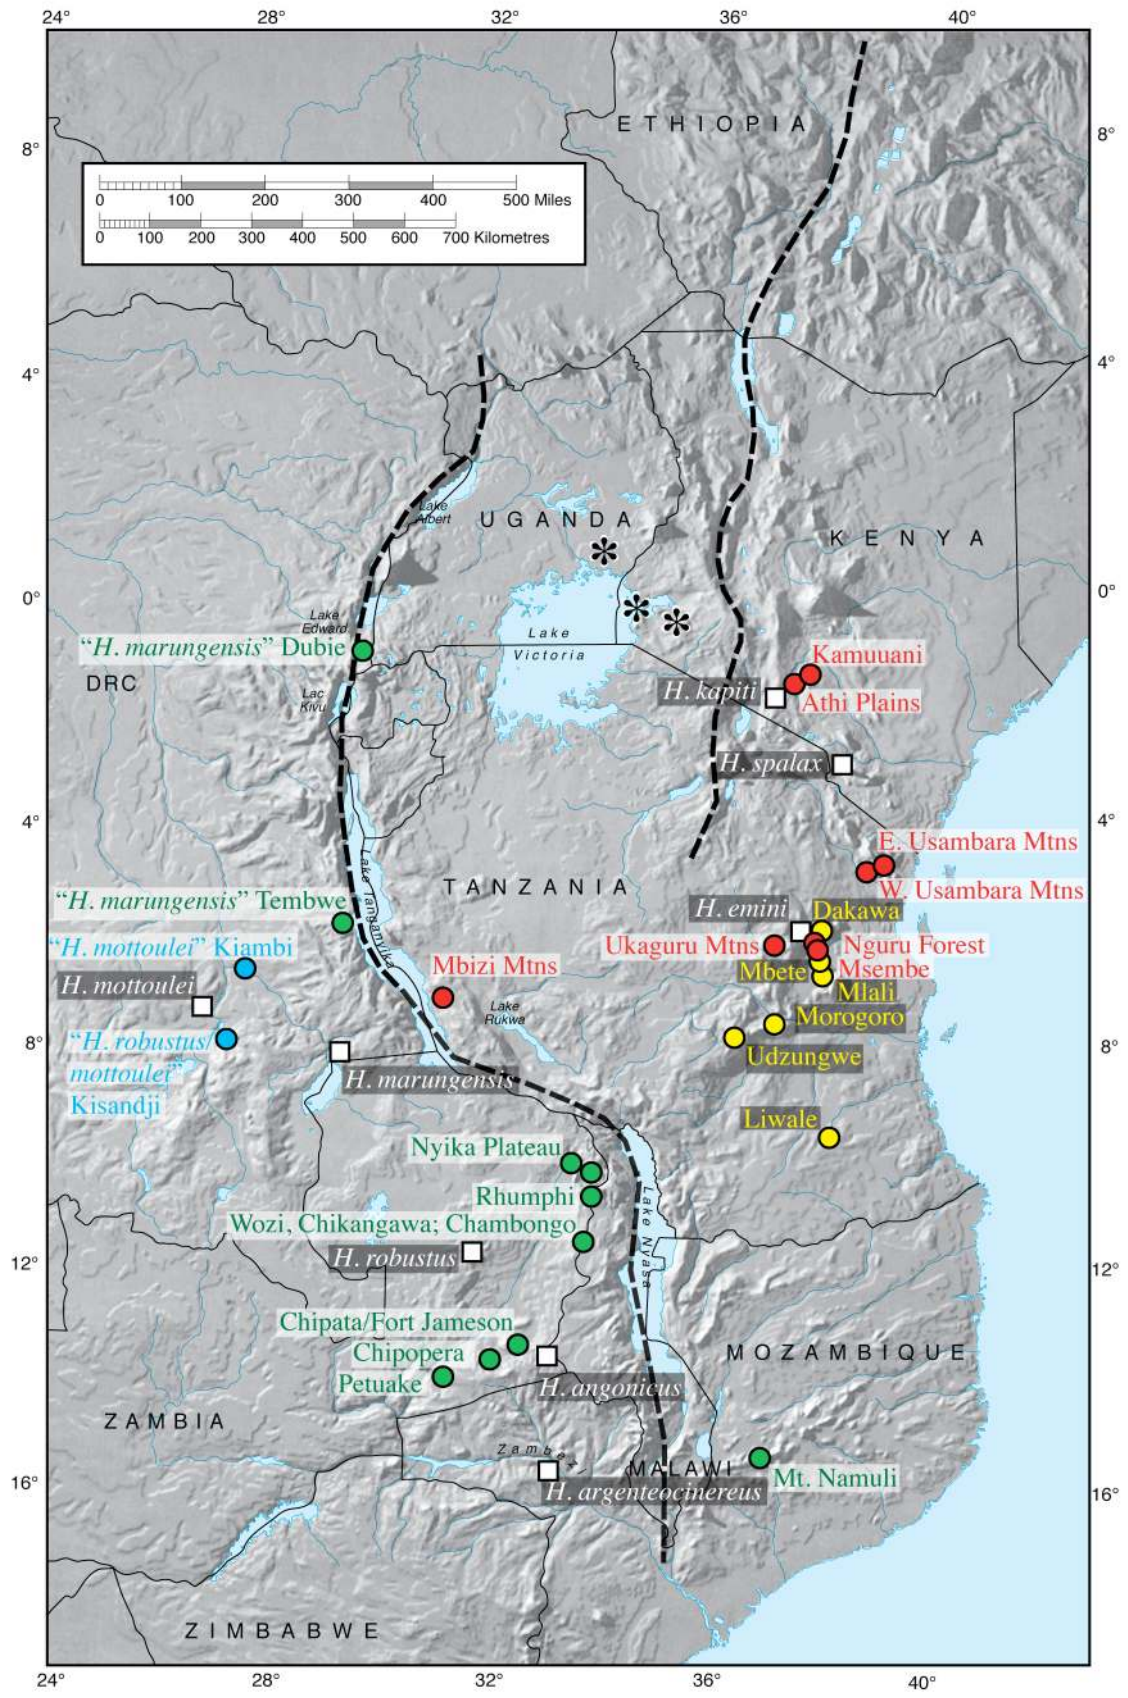 24°
28°
32°
36°
40°
ETHIOPIA
8°
8°
0 100 200 300 400 500 Miles
0 100 200 300 400 500 600 700 Kilometres
4°
4°
Lake
Albert
UGANDA
KENYA
0°
0°
Lake
Edward
Lake
Victoria
"H. marungensis" Dubie
DRC
Lac
Kivu
Kamuuani
H. kapiti
Athi Plains
H. spalax
4°
4°
E. Usambara Mtns
W. Usambara Mtns
Lake Tanganyika
TANZANIA
"H. marungensis" Tembwe
H. emini
Dakawa
"H. mottoulei" Kiambi
Ukaguru Mtns
Nguru Forest
Mbizi Mtns
Mbete
Msembe
H. mottoulei
Mlali
Lake
Rukwa
Morogoro
8°
8°
"H. robustus/
mottoulei"
Kisandji
Udzungwe
H. marungensis
Liwale
Nyika Plateau
Rhumphi
Lake Nyasa
Wozi, Chikangawa; Chambongo
H. robustus
12°
12°
Chipata/Fort Jameson
Chipopera
MOZAMBIQUE
Petuake
H. angonicus
ZAMBIA
Zambezi
MALAWI
Mt. Namuli
16°
16°
H. argenteocinereus
ZIMBABWE
24°
28°
32°
36°
40°